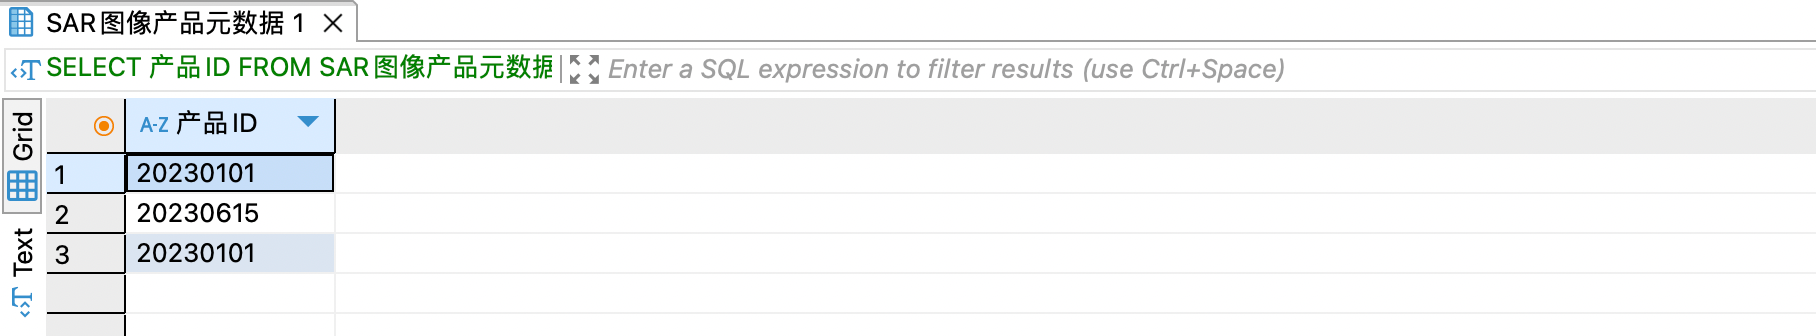 SAR图像产品元数据 1
SELECT 产品ID FROM SAR图像产品元数据
Enter a SQL expression to filter results (use Ctrl+Space)
Grid
Text
A-Z 产品ID
1 20230101
2 20230615
3 20230101